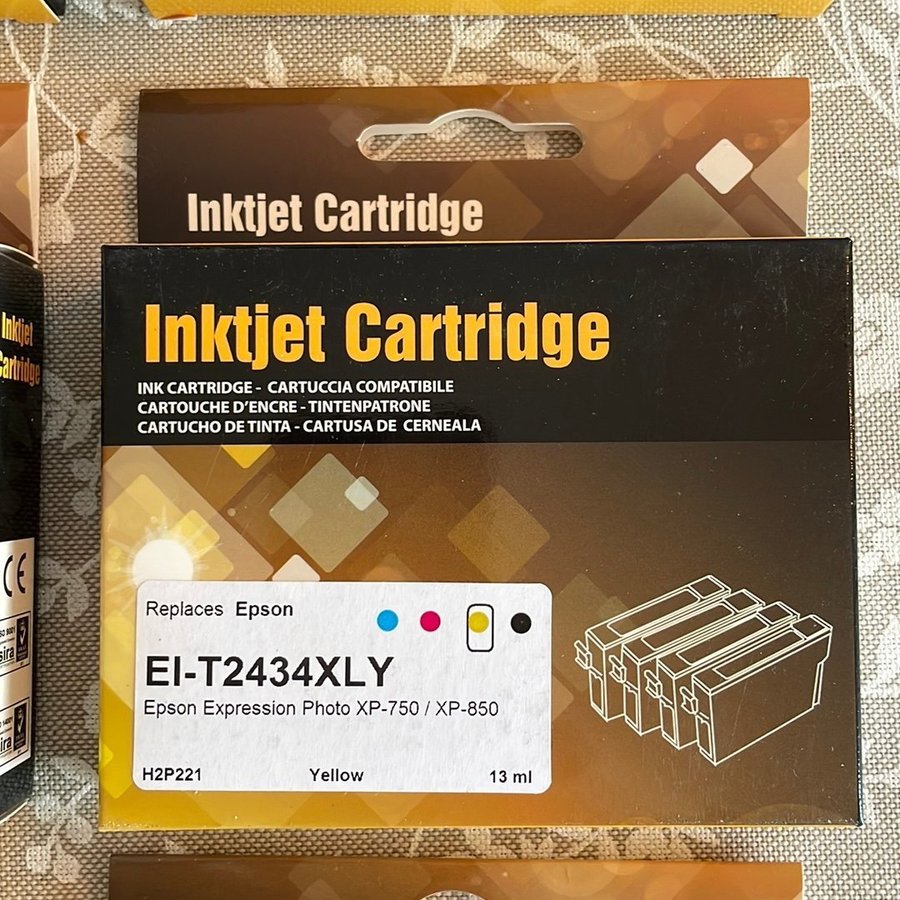 Inktjet Cartridge
Inktjet Cartridge
INK CARTRIDGE - CARTUCCIA COMPATIBILE
CARTOUCHE D'ENCRE - TINTENPATRONE
CARTUCHO DE TINTA - CARTUSA DE CERNEALA
Replaces Epson
EI-T2434XLY
Epson Expression Photo XP-750 / XP-850
H2P221 Yellow 13 ml
Inktjet
Cartridge
CE